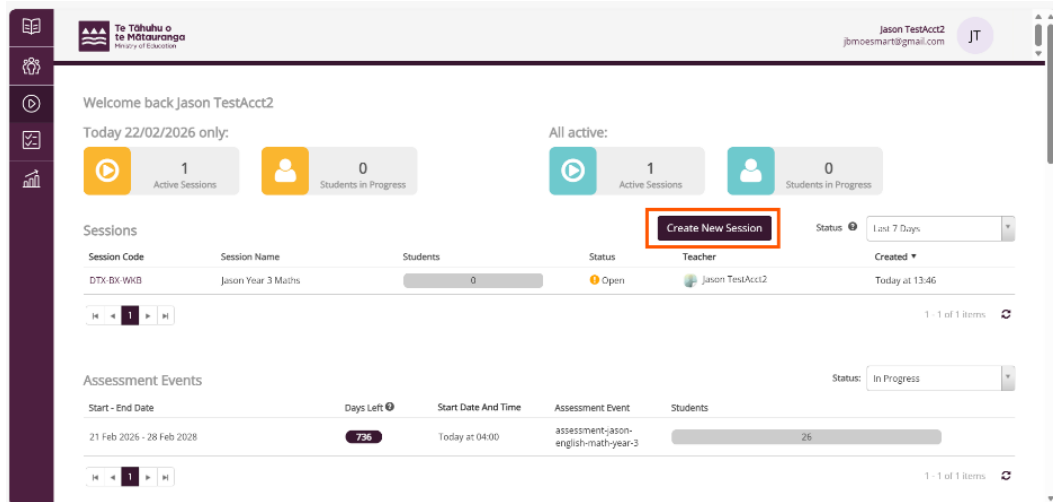 Te Tāhuhu o
te Mātauranga
Ministry of Education
Jason TestAcct2
jbmoesmart@gmail.com
JT
Welcome back Jason TestAcct2
Today 22/02/2026 only:
All active:
1
Active Sessions
0
Students in Progress
1
Active Sessions
0
Students in Progress
Sessions
Create New Session
Status
Last 7 Days
Session Code Session Name Students Status Teacher Created
DTX-BX-WKB Jason Year 3 Maths 0 Open Jason TestAcct2 Today at 13:46
1
1 - 1 of 1 items
Assessment Events
Status: In Progress
Start - End Date Days Left Start Date And Time Assessment Event Students
21 Feb 2026 - 28 Feb 2028 736 Today at 04:00 assessment-jason-
english-math-year-3 26
1
1 - 1 of 1 items